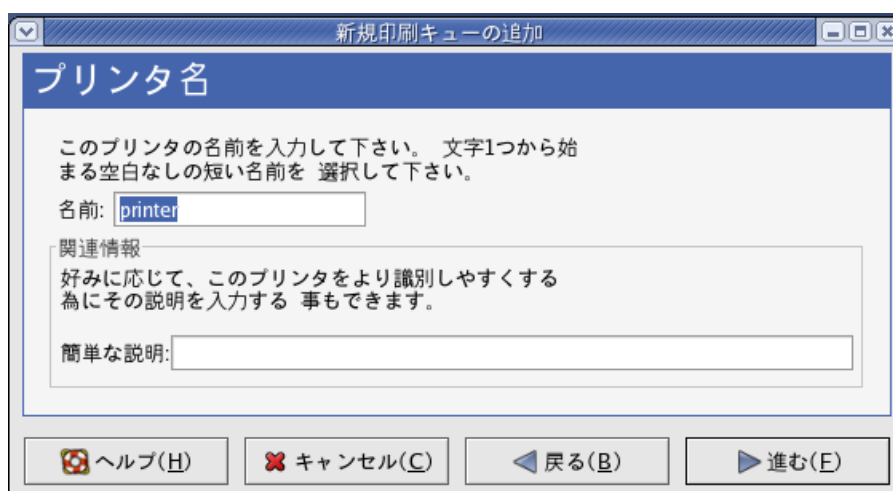 新規印刷キューの追加
プリンタ名
このプリンタの名前を入力して下さい。 文字1つから始
まる空白なしの短い名前を 選択して下さい。
名前: printer
関連情報
好みに応じて、このプリンタをより識別しやすくする
為にその説明を入力する 事もできます。
簡単な説明:
ヘルプ(H) キャンセル(C) 戻る(B) 進む(F)